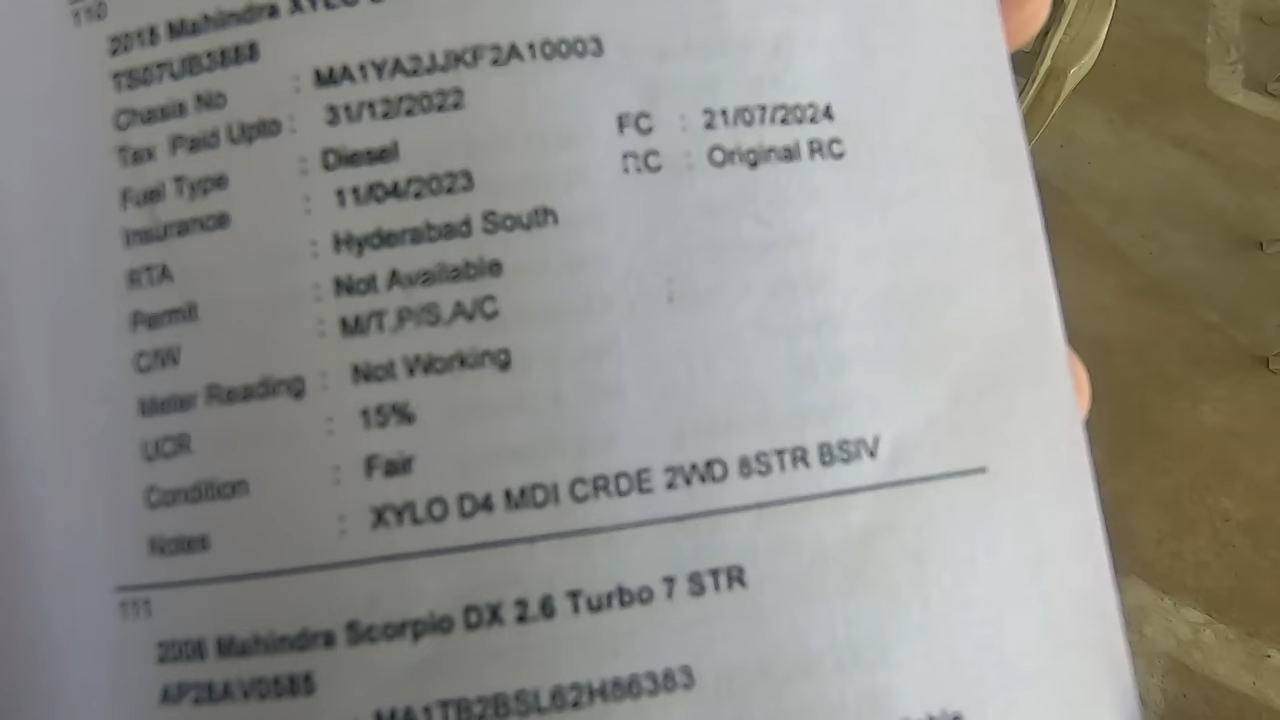 110
2015 Mahindra XYLO
TS07UB3888
Chasis No : MA1YA2JJKF2A10003
Tax Paid Upto : 31/12/2022 FC : 21/07/2024
Fuel Type : Diesel RC : Original RC
Insurance : 11/04/2023
RTA : Hyderabad South
Permit : Not Available
C/W : M/T,P/S,A/C :
Meter Reading : Not Working
UCR : 15%
Condition : Fair
Notes : XYLO D4 MDI CRDE 2WD 8STR BSIV
111
2006 Mahindra Scorpio DX 2.6 Turbo 7 STR
AP28AV0585
: MA1TB2BSL62H86383